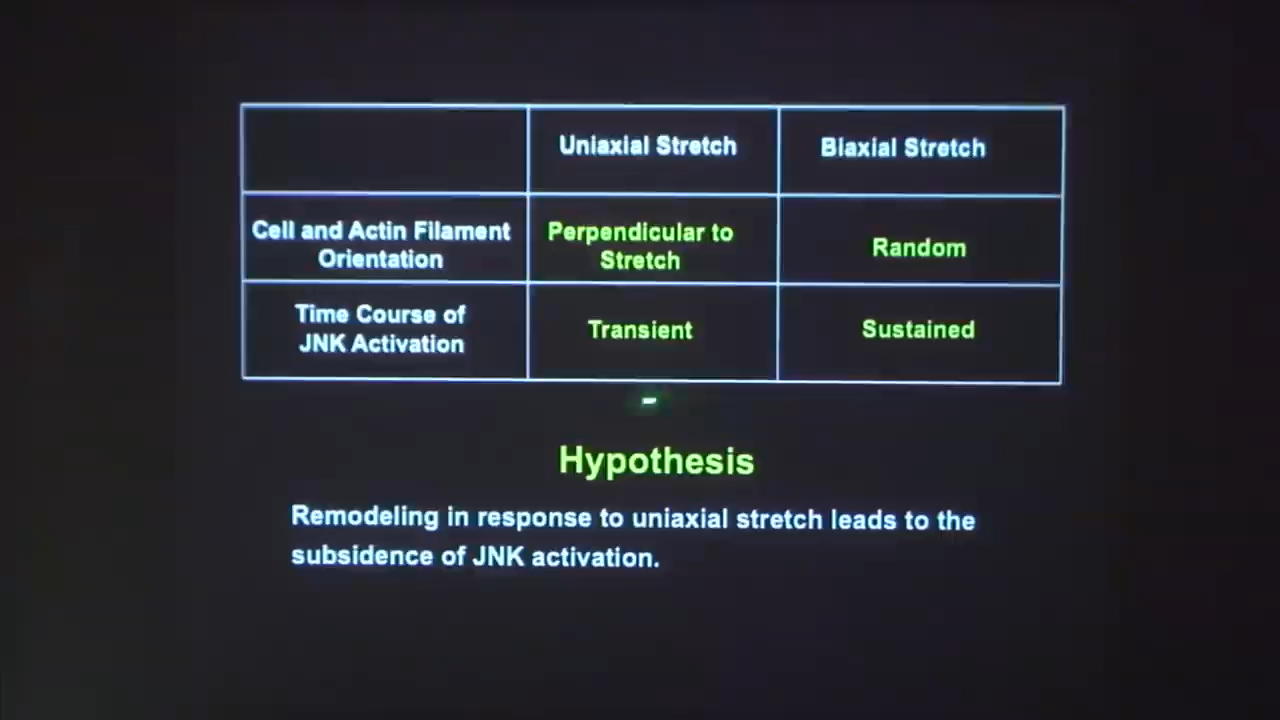 Uniaxial Stretch
Biaxial Stretch
Cell and Actin Filament
Orientation
Perpendicular to
Stretch
Random
Time Course of
JNK Activation
Transient
Sustained
Hypothesis
Remodeling in response to uniaxial stretch leads to the
subsidence of JNK activation.